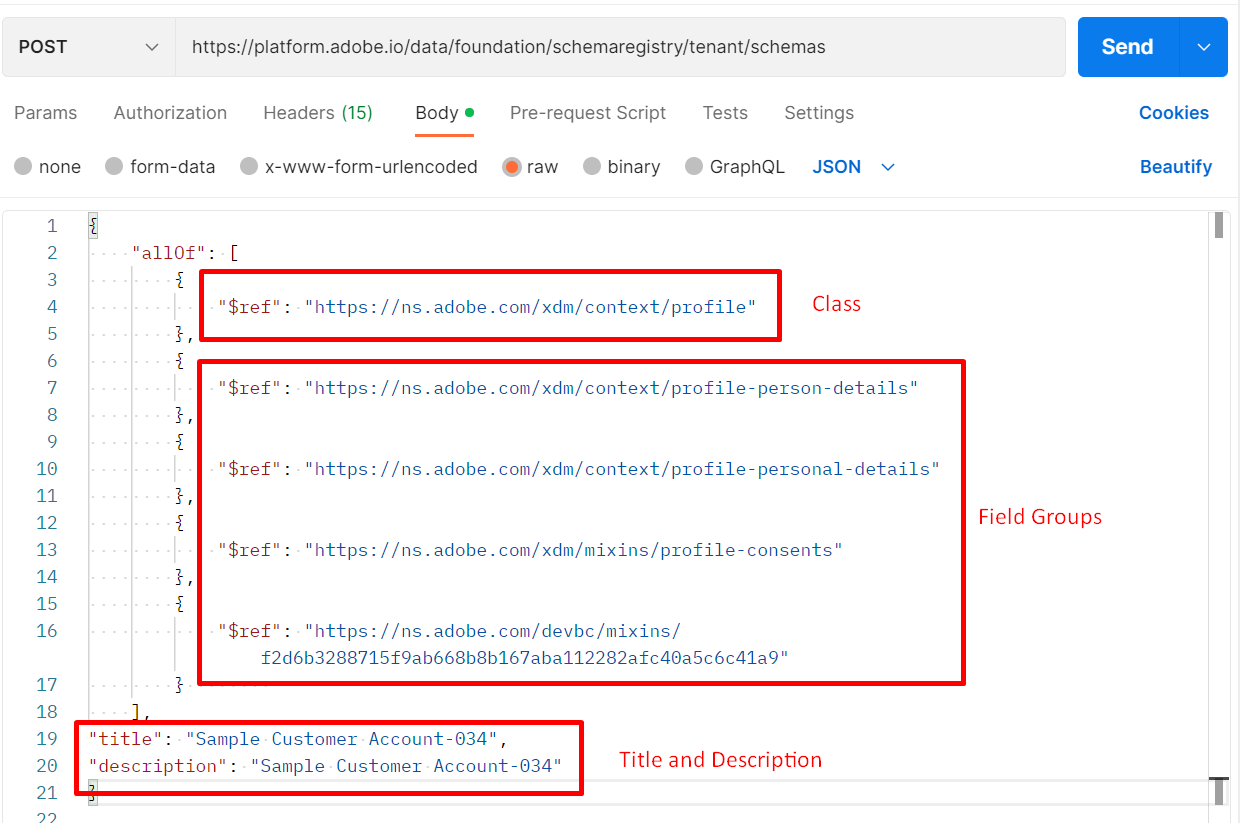 POST
https://platform.adobe.io/data/foundation/schemaregistry/tenant/schemas
Send
Params Authorization Headers (15) Body Pre-request Script Tests Settings Cookies
none form-data x-www-form-urlencoded raw binary GraphQL JSON Beautify
1 {
2 "allOf": [
3 {
4 "$ref": "https://ns.adobe.com/xdm/context/profile"
Class
5 },
6 {
7 "$ref": "https://ns.adobe.com/xdm/context/profile-person-details"
8 },
9 {
10 "$ref": "https://ns.adobe.com/xdm/context/profile-personal-details"
11 },
12 {
Field Groups
13 "$ref": "https://ns.adobe.com/xdm/mixins/profile-consents"
14 },
15 {
16 "$ref": "https://ns.adobe.com/devbc/mixins/
f2d6b3288715f9ab668b8b167aba112282afc40a5c6c41a9"
17 }
18 ],
19 "title": "Sample Customer Account-034",
20 "description": "Sample Customer Account-034"
Title and Description
21 }
22